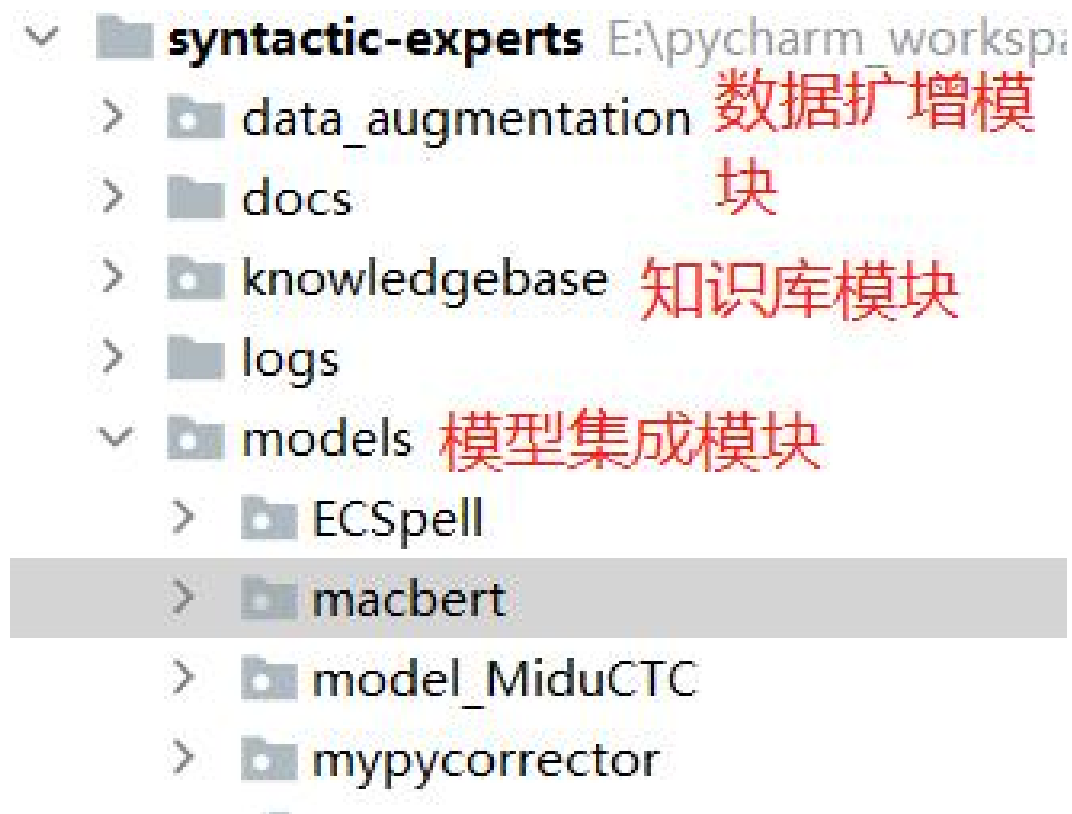 syntactic-experts E:\pycharm_workspa
data_augmentation 数据扩增模
块
docs
knowledgebase 知识库模块
logs
models 模型集成模块
ECSpell
macbert
model_MiduCTC
mypycorrector